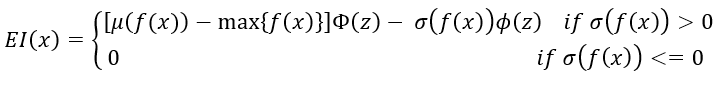 EI(x) = { [μ(f(x)) − max{f(x)}]Φ(z) − σ(f(x))ϕ(z) if σ(f(x)) > 0
0 if σ(f(x)) <= 0